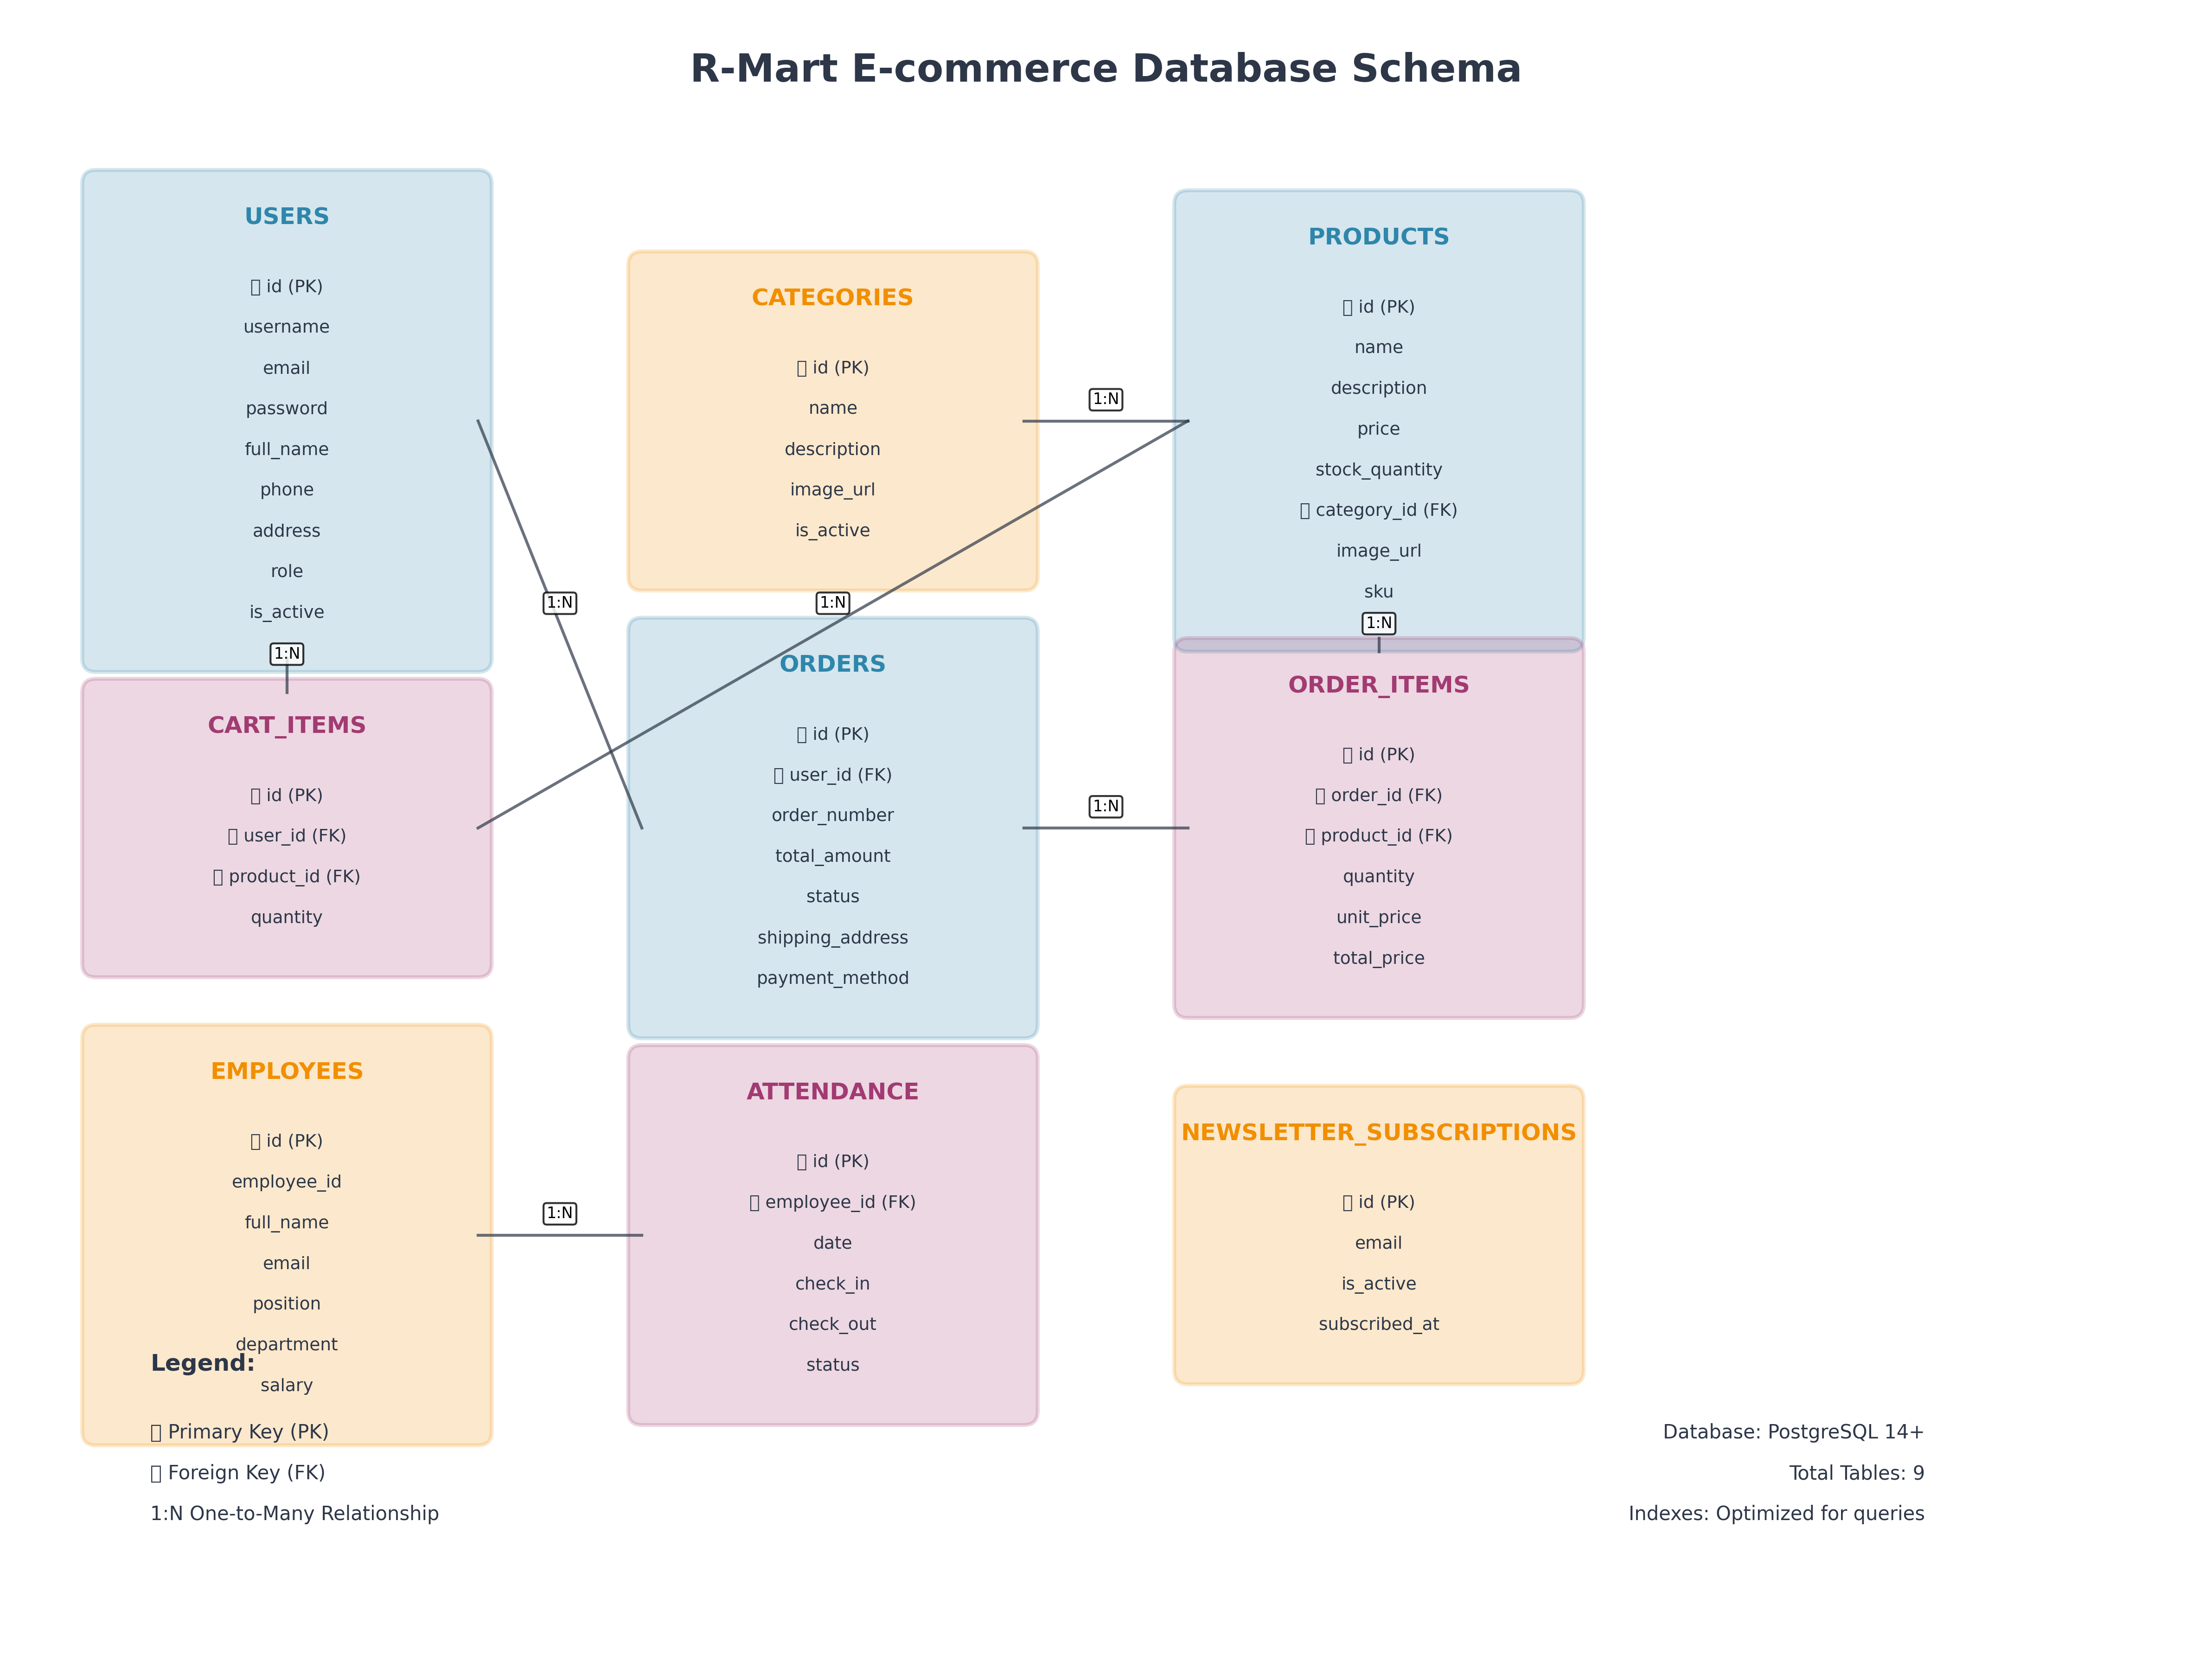 R-Mart E-commerce Database Schema
USERS
▯ id (PK)
username
email
password
full_name
phone
address
role
is_active
1:N
CATEGORIES
▯ id (PK)
name
description
image_url
is_active
1:N
PRODUCTS
▯ id (PK)
name
description
price
stock_quantity
▯ category_id (FK)
image_url
sku
1:N
1:N
1:N
CART_ITEMS
▯ id (PK)
▯ user_id (FK)
▯ product_id (FK)
quantity
ORDERS
▯ id (PK)
▯ user_id (FK)
order_number
total_amount
status
shipping_address
payment_method
1:N
ORDER_ITEMS
▯ id (PK)
▯ order_id (FK)
▯ product_id (FK)
quantity
unit_price
total_price
EMPLOYEES
▯ id (PK)
employee_id
full_name
email
position
department
salary
1:N
ATTENDANCE
▯ id (PK)
▯ employee_id (FK)
date
check_in
check_out
status
NEWSLETTER_SUBSCRIPTIONS
▯ id (PK)
email
is_active
subscribed_at
Legend:
▯ Primary Key (PK)
▯ Foreign Key (FK)
1:N One-to-Many Relationship
Database: PostgreSQL 14+
Total Tables: 9
Indexes: Optimized for queries